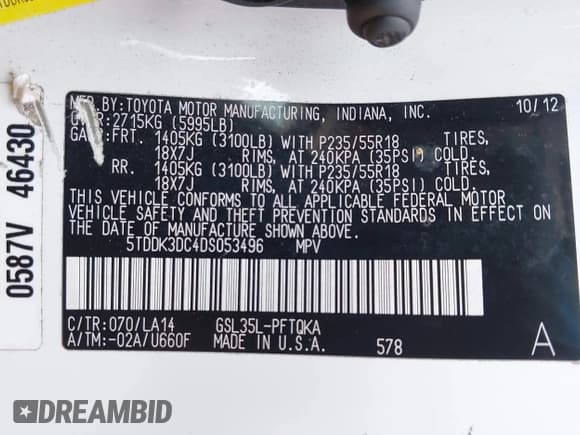 0587V 46430
MFD.BY:TOYOTA MOTOR MANUFACTURING, INDIANA, INC. 10/12
GVWR:2715KG (5995LB)
GAWR:FRT. 1405KG (3100LB) WITH P235/55R18 TIRES,
18X7J RIMS, AT 240KPA (35PSI) COLD.
RR. 1405KG (3100LB) WITH P235/55R18 TIRES,
18X7J RIMS, AT 240KPA (35PSI) COLD.
THIS VEHICLE CONFORMS TO ALL APPLICABLE FEDERAL MOTOR
VEHICLE SAFETY AND THEFT PREVENTION STANDARDS IN EFFECT ON
THE DATE OF MANUFACTURE SHOWN ABOVE.
5TDDK3DC4DS053496 MPV
C/TR:070/LA14 GSL35L-PFTQKA
A/TM:-02A/U660F MADE IN U.S.A. 578 A
DREAMBID